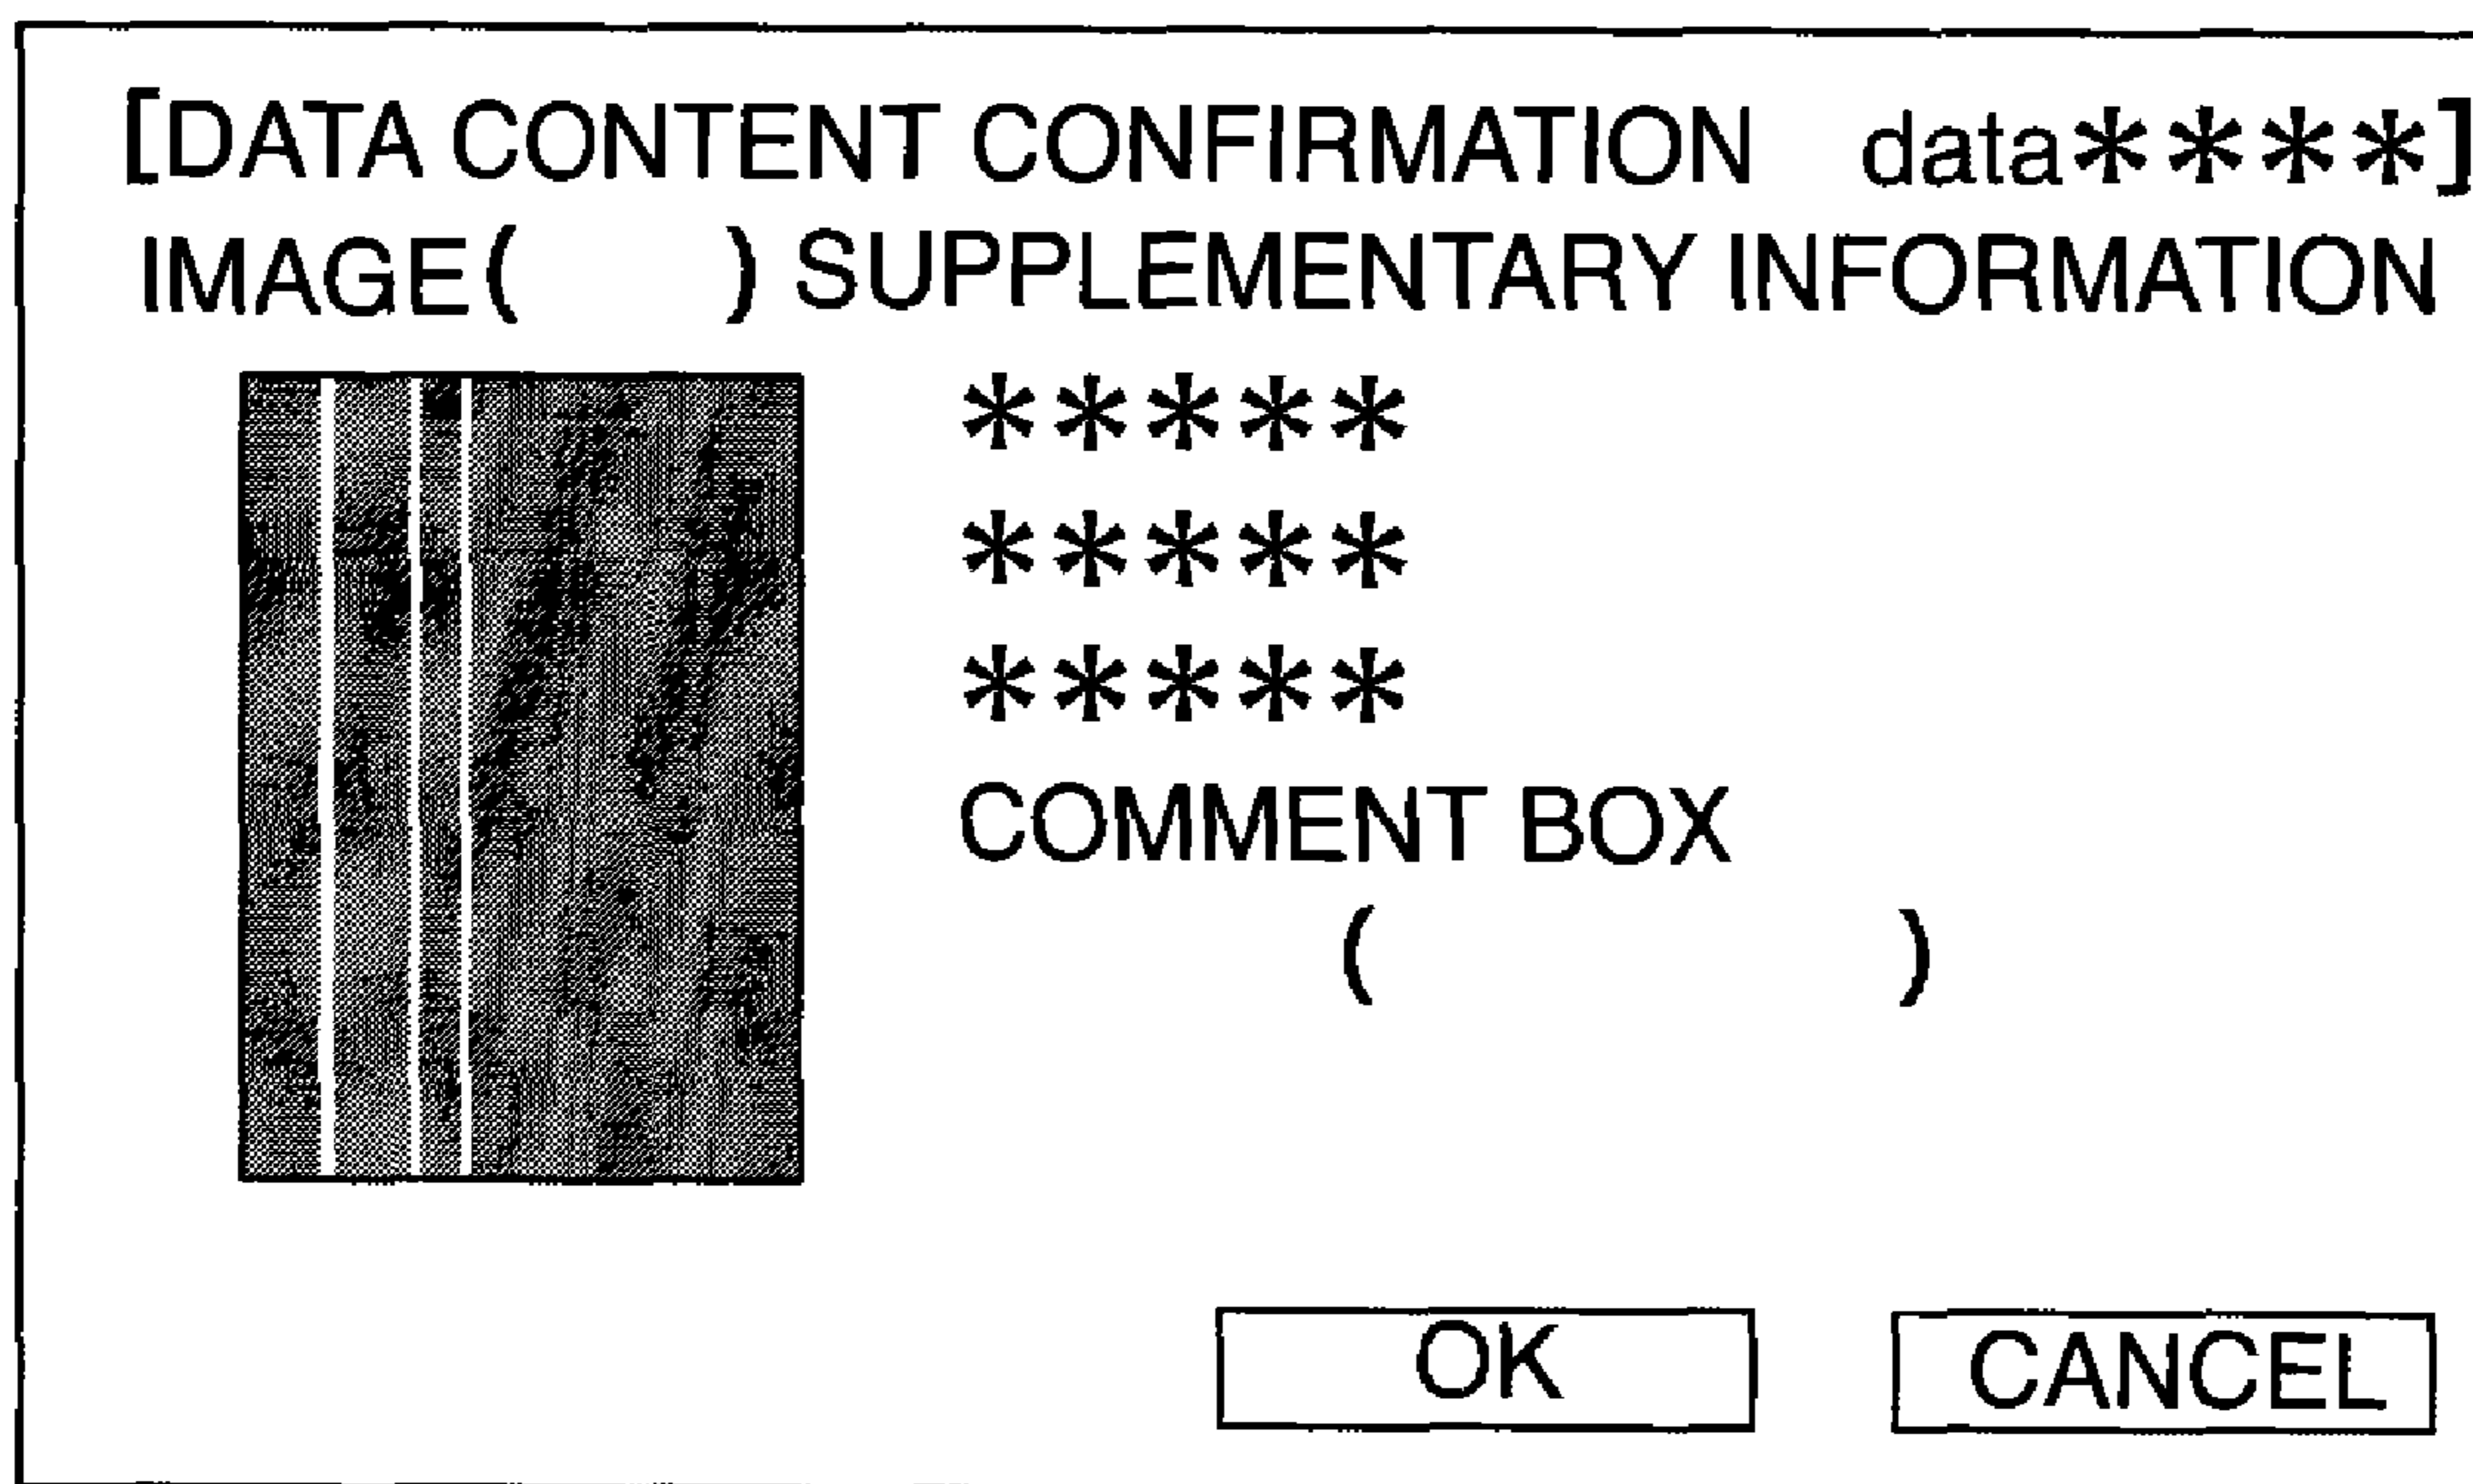 [DATA CONTENT CONFIRMATION data****]
IMAGE( ) SUPPLEMENTARY INFORMATION
*****
*****
*****
COMMENT BOX
( )
OK CANCEL